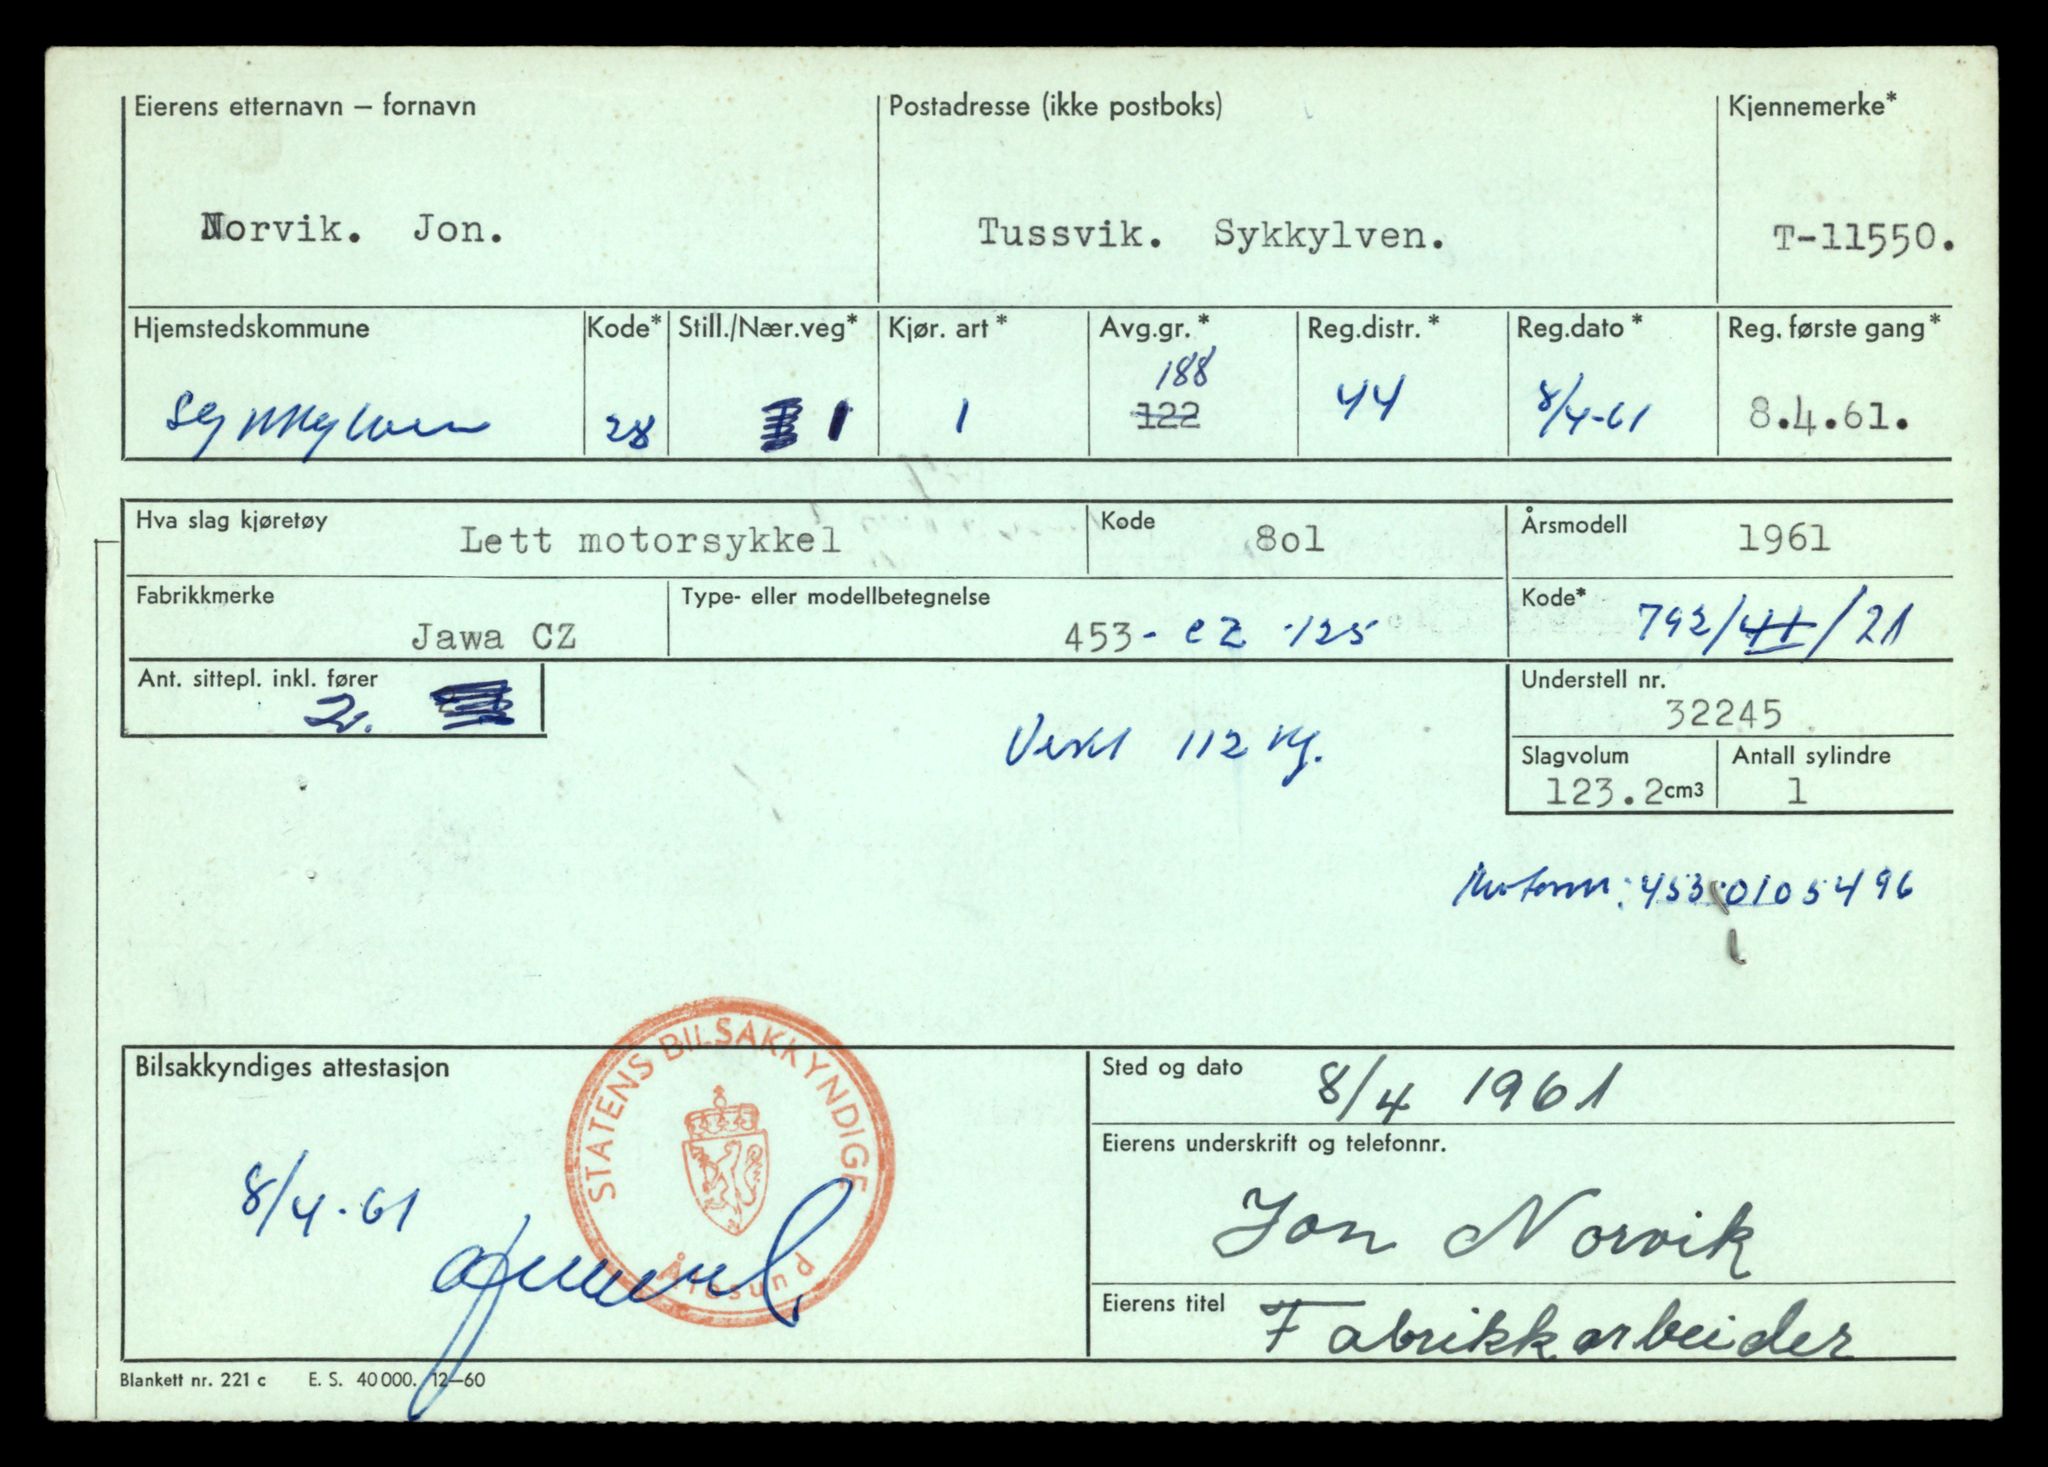 Eierens etternavn – fornavn
Postadresse (ikke postboks)
Kjennemerke*
Norvik. Jon.
Tussvik. Sykkylven.
T-11550.
Hjemstedskommune
Kode*
Still./Nær.veg*
Kjør. art*
Avg.gr.*
Reg.distr.*
Reg.dato*
Reg. første gang*
188
Sykkylven
28
1
1
122
44
8/4-61
8.4.61.
Hva slag kjøretøy
Lett motorsykkel
Kode
8o1
Årsmodell
1961
Fabrikkmerke
Jawa CZ
Type- eller modellbetegnelse
453- CZ -125
Kode*
792/41/21
Ant. sittepl. inkl. fører
2.
Vekt 112 kg.
Understell nr.
32245
Slagvolum
123.2cm3
Antall sylindre
1
Motornr: 453-0105496
Bilsakkyndiges attestasjon
STATENS BILSAKKYNDIGE
Ålesund
8/4-61
Sted og dato
8/4 1961
Eierens underskrift og telefonnr.
Jon Norvik
Eierens titel
Fabrikkarbeider
Blankett nr. 221 c E. S. 40 000. 12–60